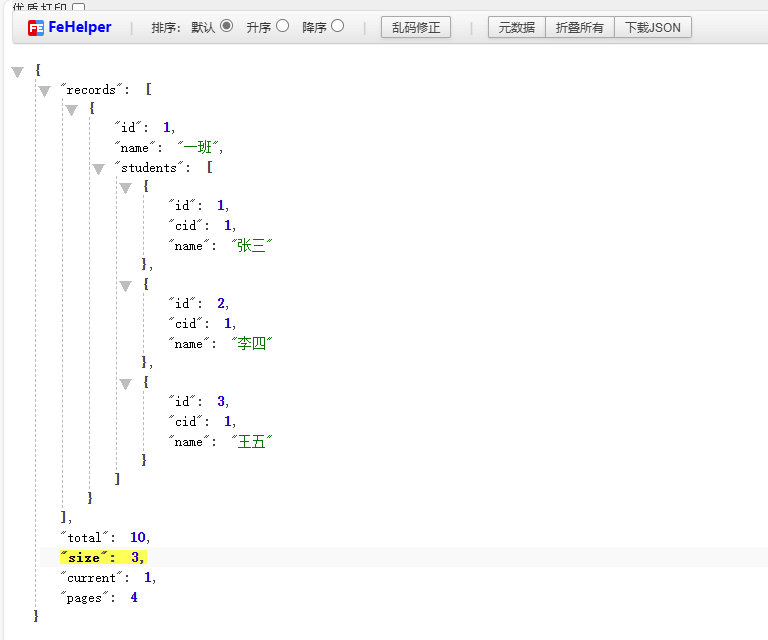 优质打印
FeHelper | 排序: 默认 升序 降序 | 乱码修正 | 元数据 折叠所有 下载JSON
{
"records": [
{
"id": 1,
"name": "一班",
"students": [
{
"id": 1,
"cid": 1,
"name": "张三"
},
{
"id": 2,
"cid": 1,
"name": "李四"
},
{
"id": 3,
"cid": 1,
"name": "王五"
}
]
}
],
"total": 10,
"size": 3,
"current": 1,
"pages": 4
}